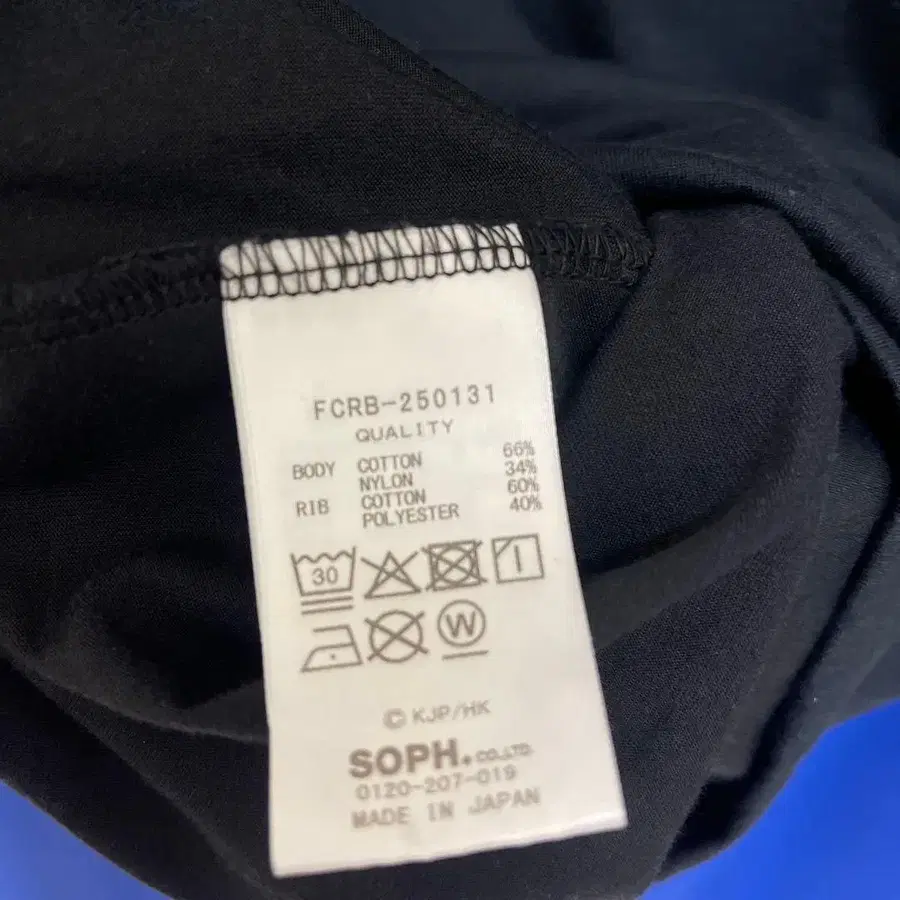 FCRB-250131
QUALITY
BODY COTTON 66%
NYLON 34%
RIB COTTON 60%
POLYESTER 40%
30
W
© KJP/HK
SOPH. CO.,LTD.
0120-207-019
MADE IN JAPAN